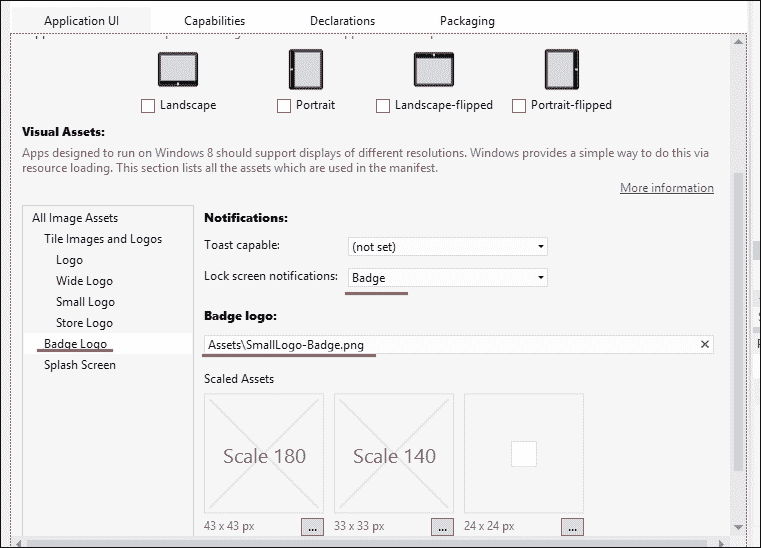 Application UI Capabilities Declarations Packaging
Landscape Portrait Landscape-flipped Portrait-flipped
Visual Assets:
Apps designed to run on Windows 8 should support displays of different resolutions. Windows provides a simple way to do this via
resource loading. This section lists all the assets which are used in the manifest.
More information
All Image Assets
Tile Images and Logos
Logo
Wide Logo
Small Logo
Store Logo
Badge Logo
Splash Screen
Notifications:
Toast capable: (not set)
Lock screen notifications: Badge
Badge logo:
Assets\SmallLogo-Badge.png
Scaled Assets
Scale 180 Scale 140
43 x 43 px ... 33 x 33 px ... 24 x 24 px ...